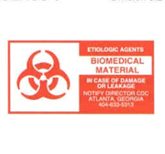 ETIOLOGIC AGENTS
BIOMEDICAL
MATERIAL
IN CASE OF DAMAGE
OR LEAKAGE
NOTIFY DIRECTOR CDC
ATLANTA, GEORGIA
404-633-5313